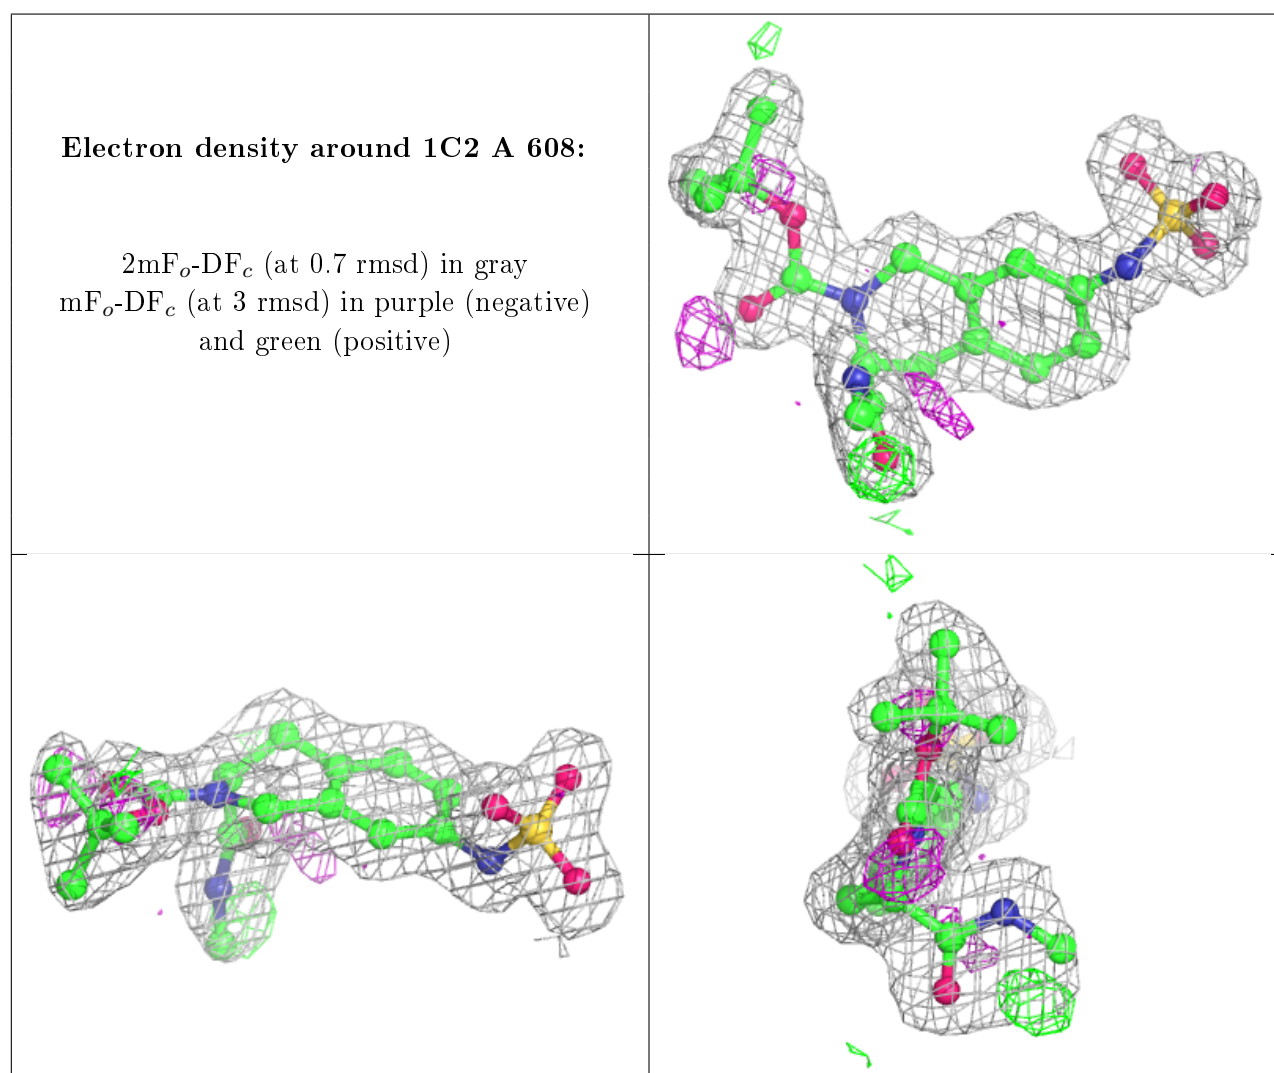 Electron density around 1C2 A 608:
2mFo-DFc (at 0.7 rmsd) in gray
mFo-DFc (at 3 rmsd) in purple (negative)
and green (positive)